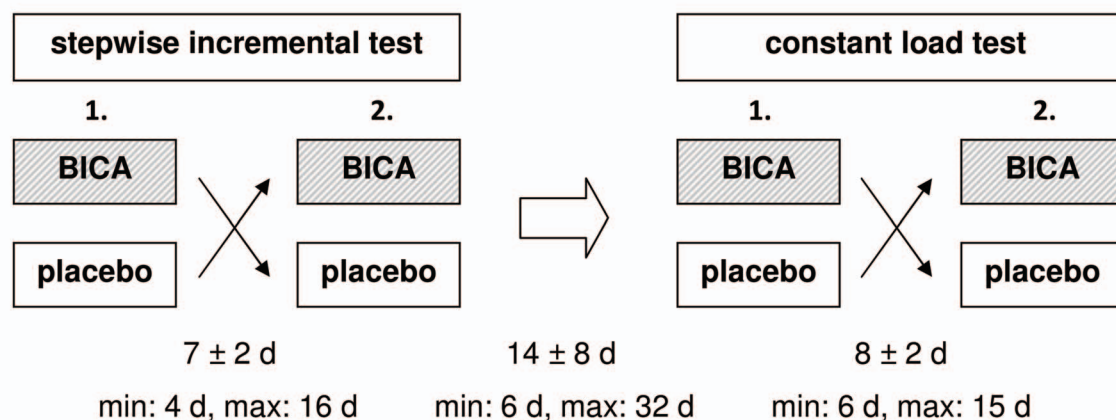 stepwise incremental test constant load test
1. 2. 1. 2.
BICA BICA BICA BICA
placebo placebo placebo placebo
7 ± 2 d 14 ± 8 d 8 ± 2 d
min: 4 d, max: 16 d min: 6 d, max: 32 d min: 6 d, max: 15 d